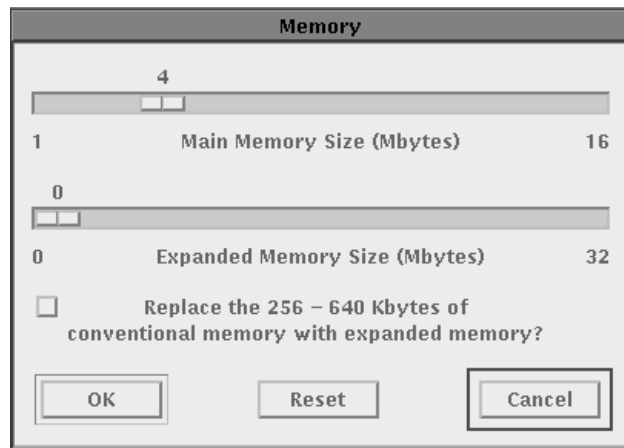 Memory
4
1 Main Memory Size (Mbytes) 16
0
0 Expanded Memory Size (Mbytes) 32
Replace the 256 – 640 Kbytes of
conventional memory with expanded memory?
OK Reset Cancel